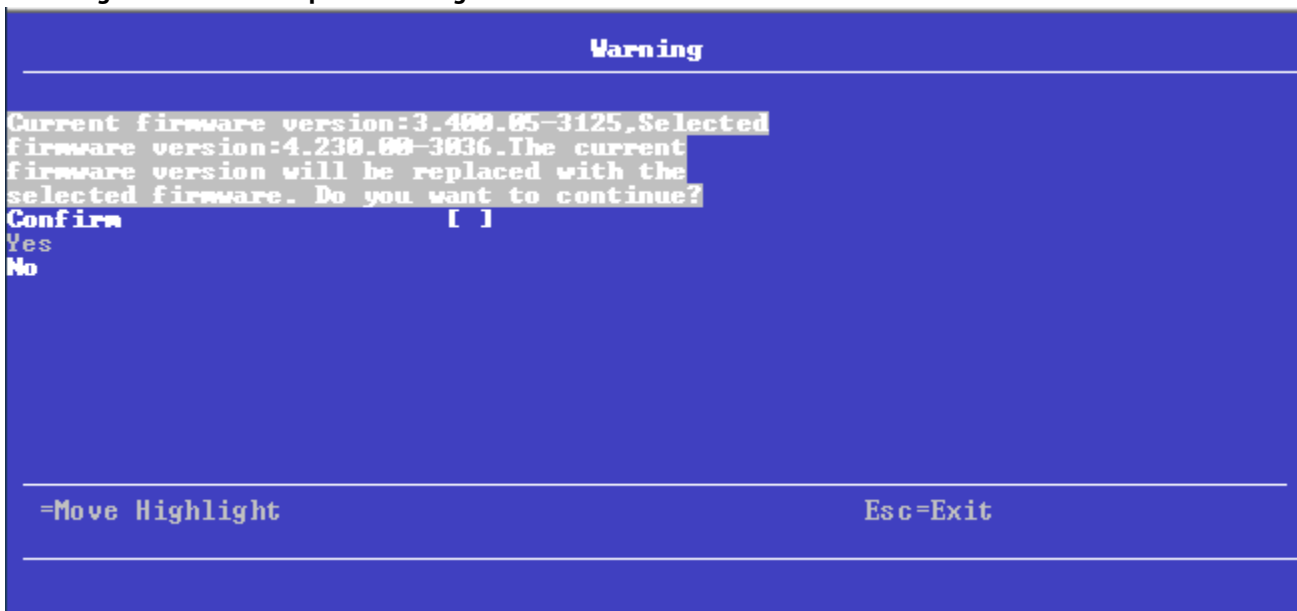 Warning
Current firmware version:3.400.05-3125,Selected
firmware version:4.230.00-3036.The current
firmware version will be replaced with the
selected firmware. Do you want to continue?
Confirm [ ]
Yes
No
=Move Highlight Esc=Exit